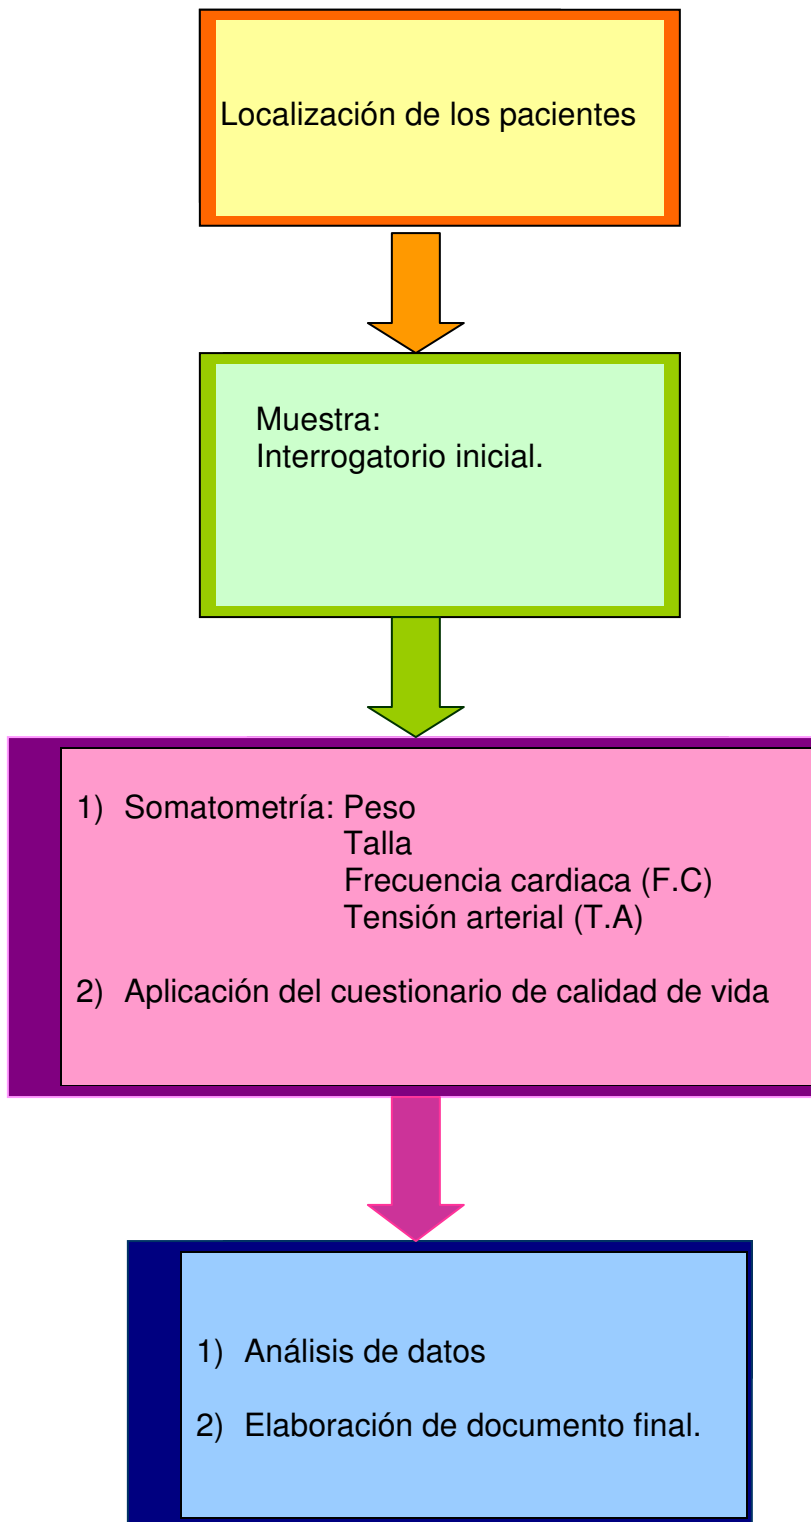 Localización de los pacientes
Muestra:
Interrogatorio inicial.
1) Somatometría: Peso
Talla
Frecuencia cardiaca (F.C)
Tensión arterial (T.A)
2) Aplicación del cuestionario de calidad de vida
1) Análisis de datos
2) Elaboración de documento final.